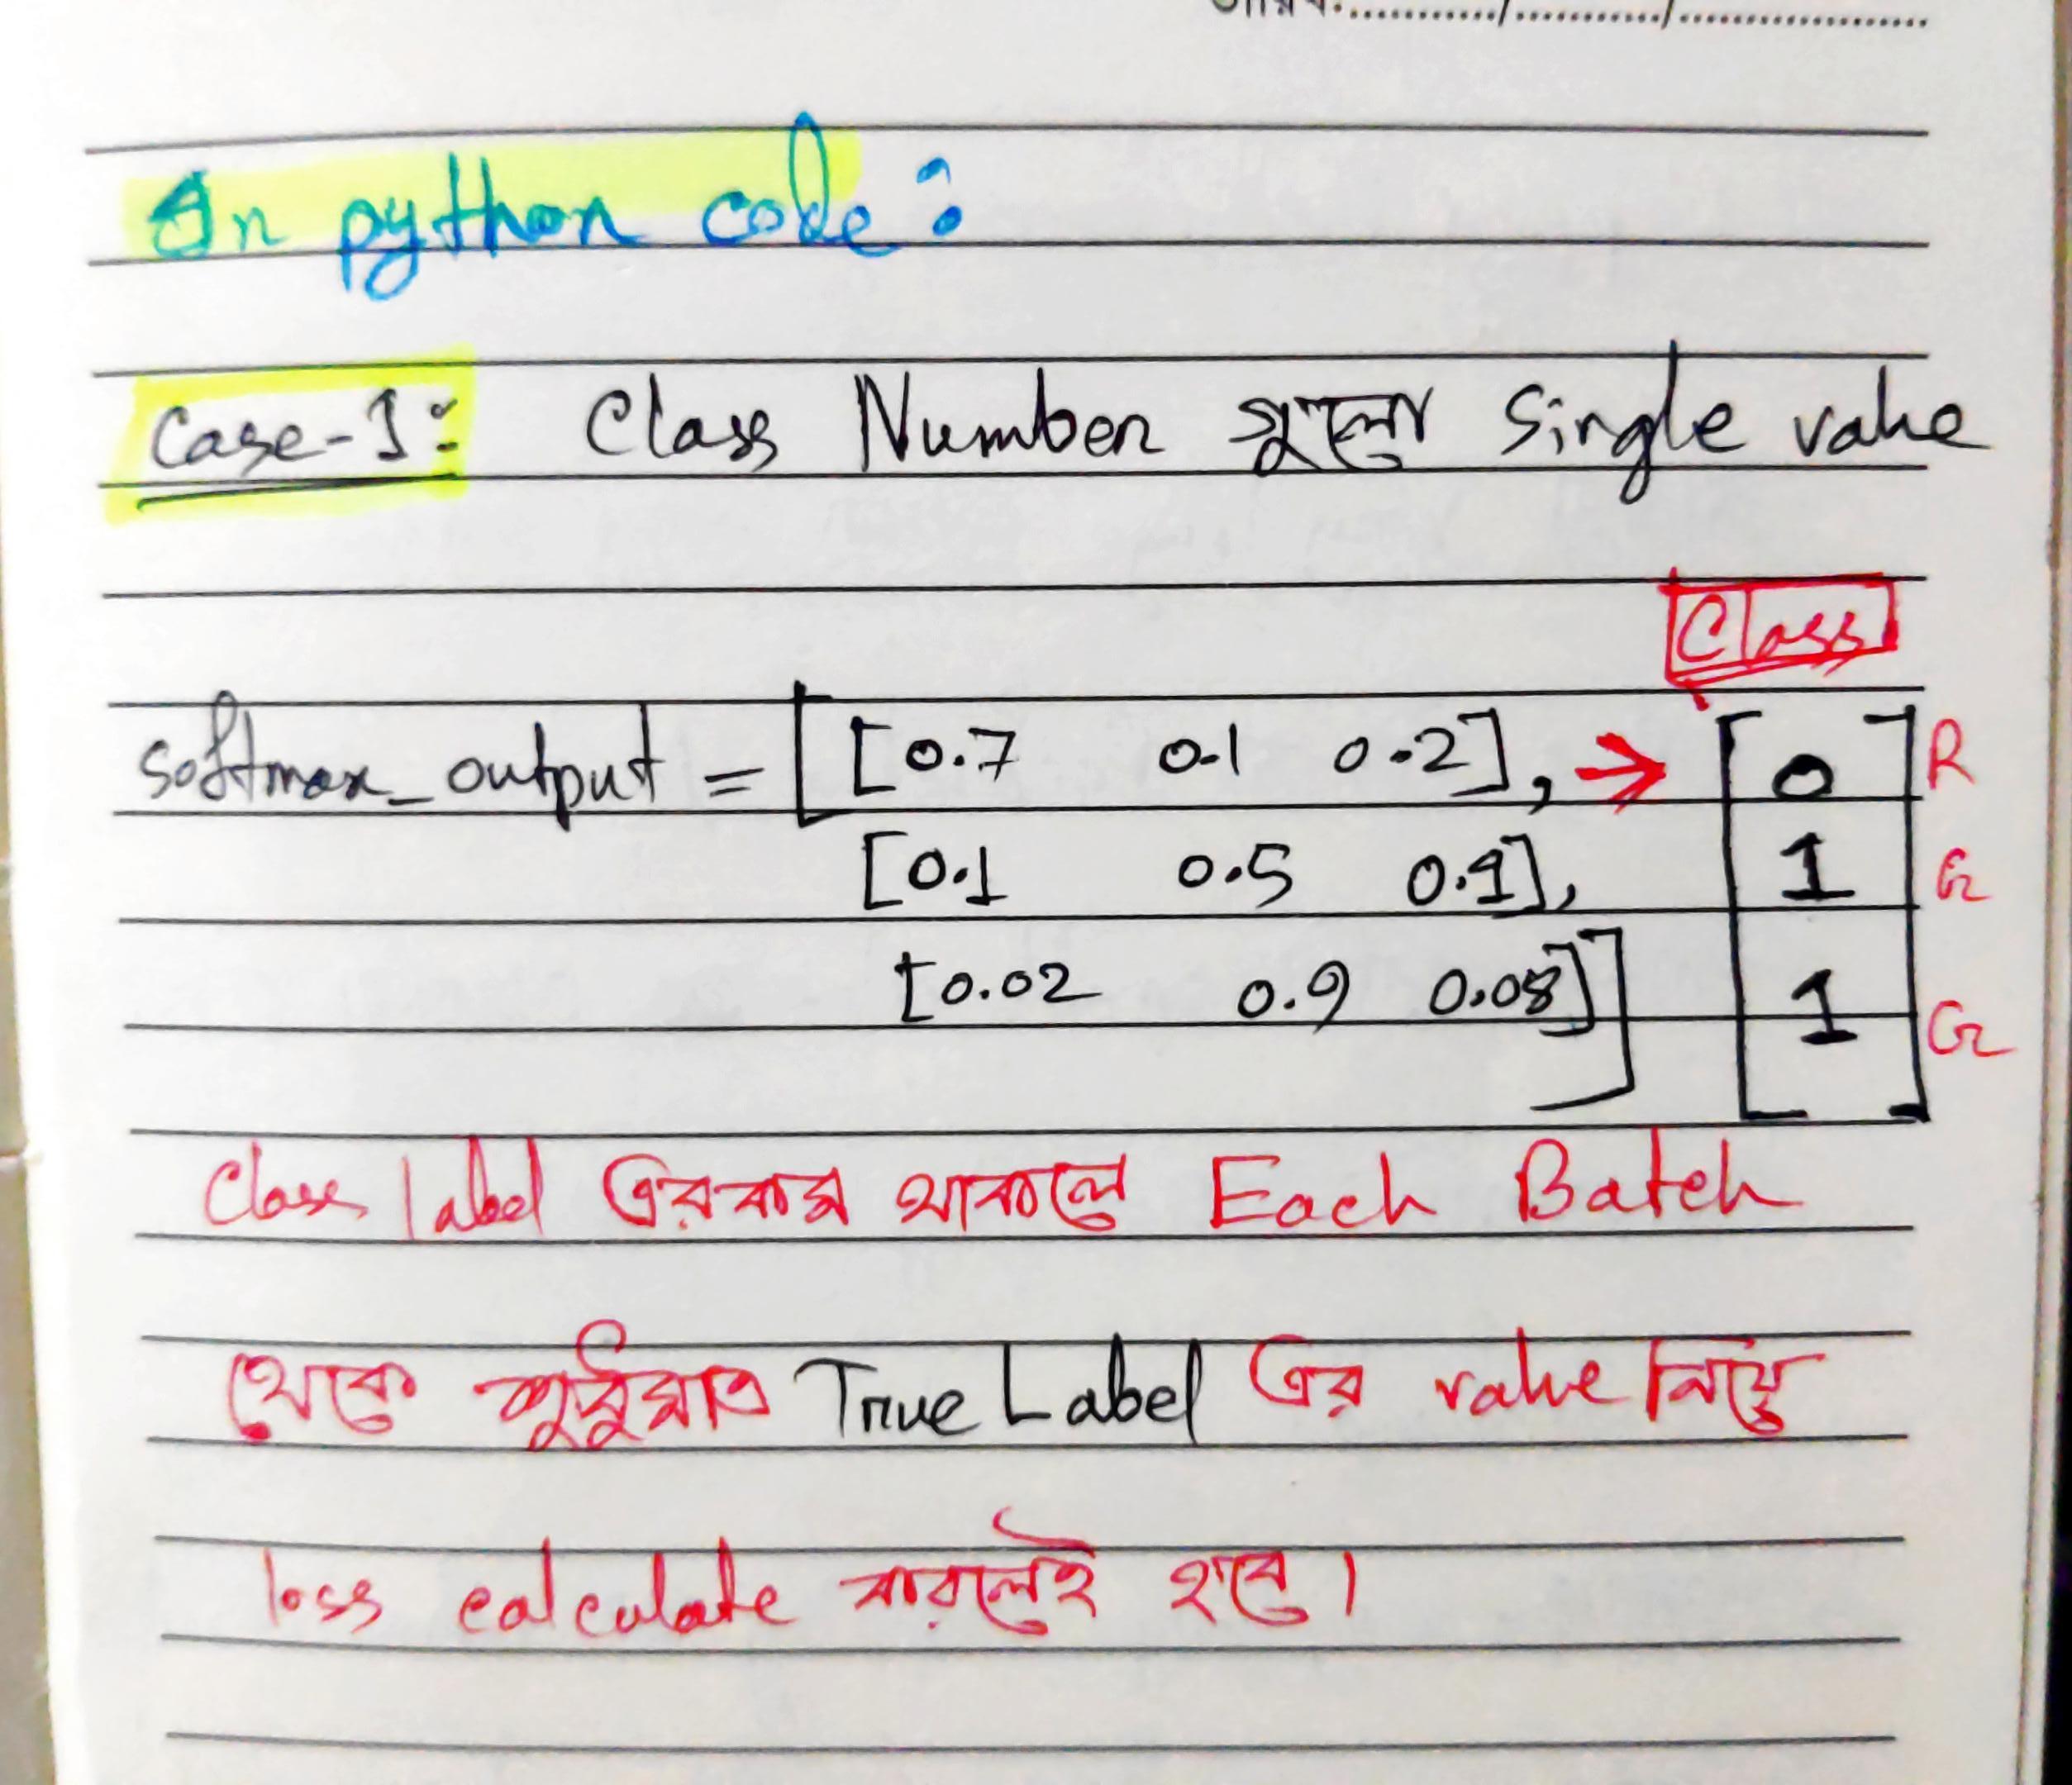 তারিখ:............/............/......................
In python code:
Case-1: Class Number গুলো Single value
Class
softmax_output = [[0.7 0.1 0.2], → [0 R
[0.1 0.5 0.4], 1 G
[0.02 0.9 0.08]] 1] G
Class label এরকম থাকলে Each Batch
থেকে শুধুমাত্র True Label এর value নিয়ে
loss calculate করলেই হবে।